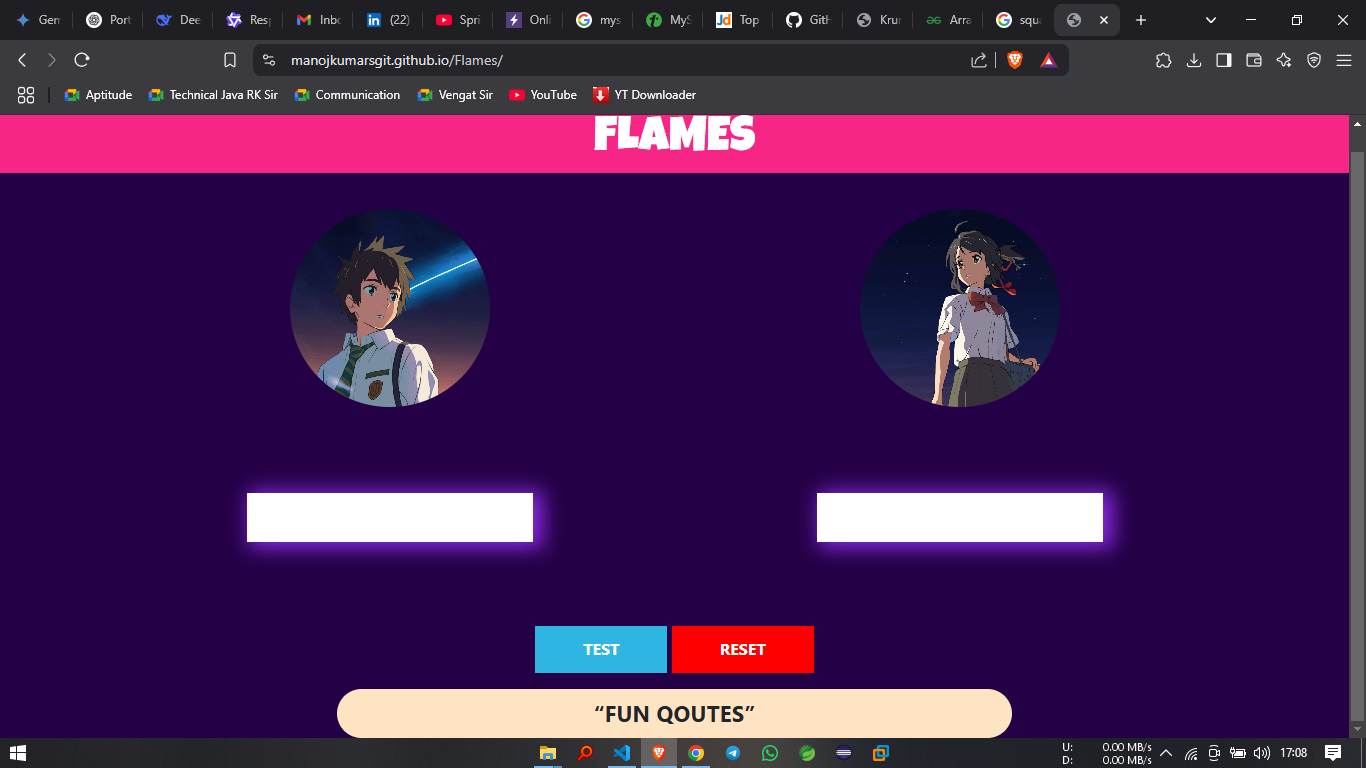 Gem
Port
Dee
Resp
Inbo
(22)
Spri
Onli
mys
MyS
Top
GitH
Krun
Arra
squa
manojkumarsgit.github.io/Flames/
Aptitude
Technical Java RK Sir
Communication
Vengat Sir
YouTube
YT Downloader
FLAMES
TEST
RESET
“FUN QOUTES”
U: 0.00 MB/s
D: 0.00 MB/s
17:08